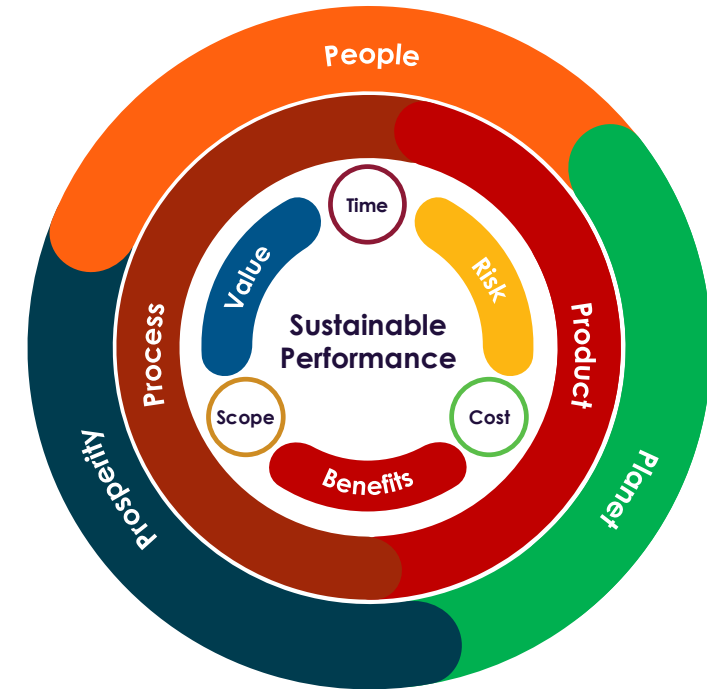 People
Time
Value
Risk
Process
Product
Sustainable
Performance
Scope
Cost
Prosperity
Benefits
Planet